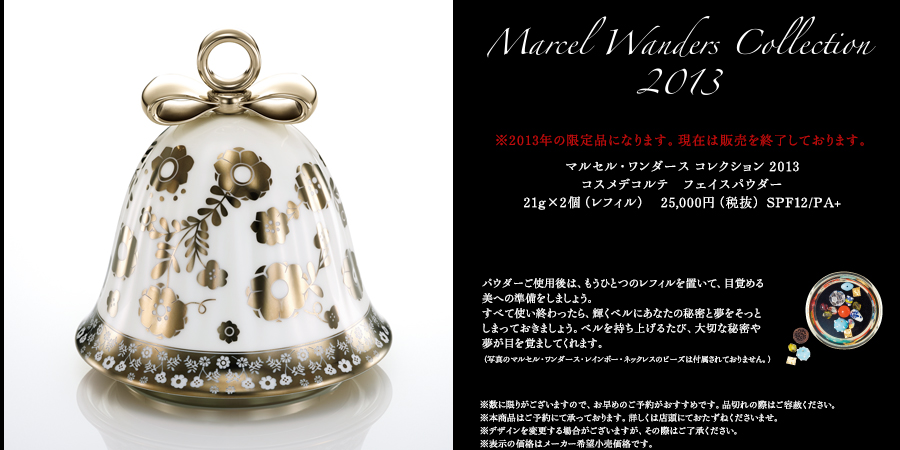 Marcel Wanders Collection
2013
※2013年の限定品になります。現在は販売を終了しております。
マルセル・ワンダース コレクション 2013
コスメデコルテ　フェイスパウダー
21g×2個（レフィル）　25,000円（税抜）　SPF12/PA+
パウダーご使用後は、もうひとつのレフィルを置いて、目覚める
美への準備をしましょう。
すべて使い終わったら、輝くベルにあなたの秘密と夢をそっと
しまっておきましょう。ベルを持ち上げるたび、大切な秘密や
夢が目を覚ましてくれます。
（写真のマルセル・ワンダース・レインボー・ネックレスのビーズは付属されておりません。）
※数に限りがございますので、お早めのご予約がおすすめです。品切れの際はご容赦ください。
※本商品はご予約にて承っております。詳しくは店頭にておたずねくださいませ。
※デザインを変更する場合がございますが、その際はご了承ください。
※表示の価格はメーカー希望小売価格です。